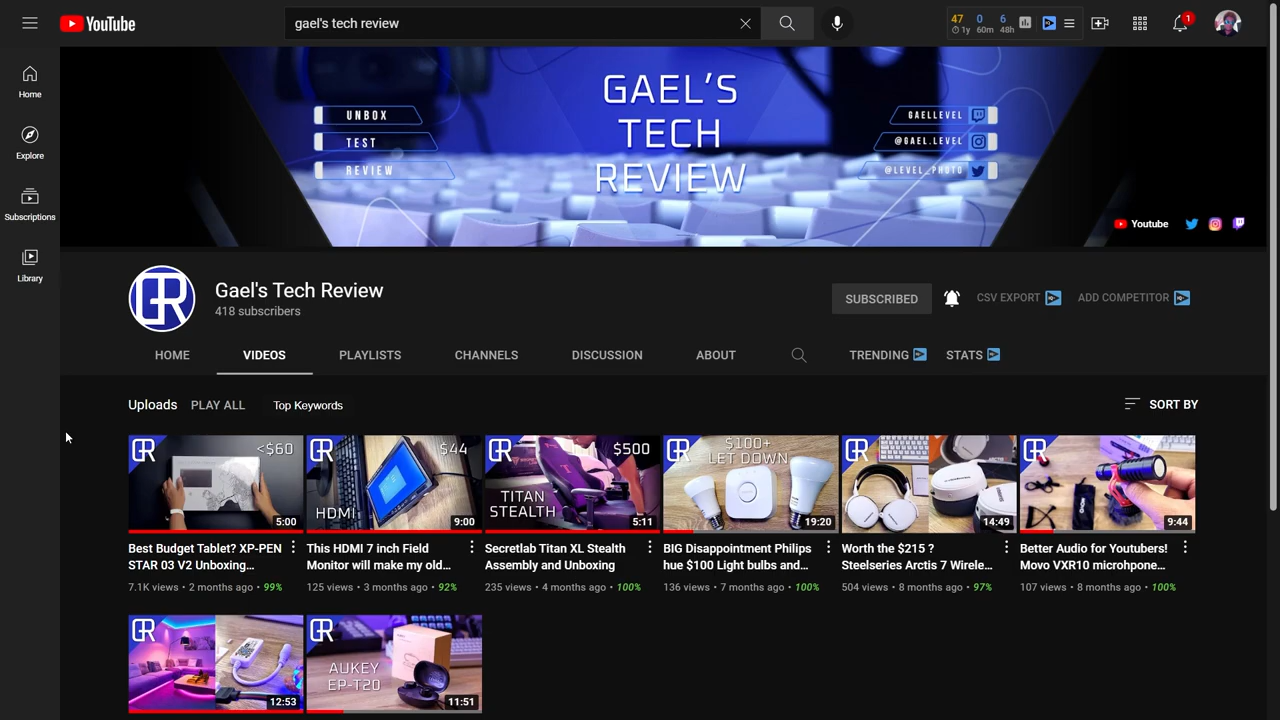 YouTube
gael's tech review
47 0 6
1y 60m 48h
1
Home
Explore
Subscriptions
Library
UNBOX
TEST
REVIEW
GAEL'S
TECH
REVIEW
GAELLEVEL
@GAEL.LEVEL
@LEVEL_PHOTO
Youtube
Gael's Tech Review
418 subscribers
SUBSCRIBED
CSV EXPORT
ADD COMPETITOR
HOME
VIDEOS
PLAYLISTS
CHANNELS
DISCUSSION
ABOUT
TRENDING
STATS
Uploads
PLAY ALL
Top Keywords
SORT BY
<$60
5:00
Best Budget Tablet? XP-PEN
STAR 03 V2 Unboxing...
7.1K views • 2 months ago • 99%
$44
HDMI
9:00
This HDMI 7 inch Field
Monitor will make my old...
125 views • 3 months ago • 92%
$500
TITAN
STEALTH
5:11
Secretlab Titan XL Stealth
Assembly and Unboxing
235 views • 4 months ago • 100%
$100+
LET DOWN
19:20
BIG Disappointment Philips
hue $100 Light bulbs and...
136 views • 7 months ago • 100%
14:49
Worth the $215 ?
Steelseries Arctis 7 Wirele...
504 views • 8 months ago • 97%
9:44
Better Audio for Youtubers!
Movo VXR10 microhpone...
107 views • 8 months ago • 100%
12:53
AUKEY
EP-T20
11:51